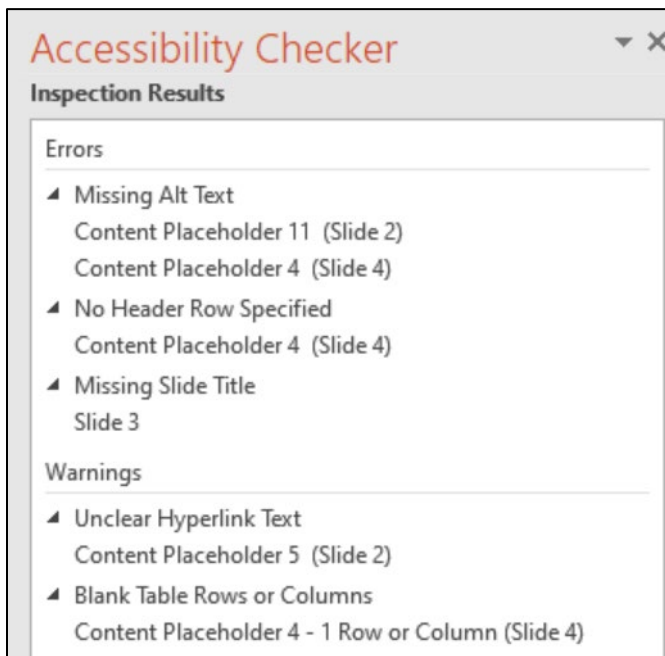 Accessibility Checker
Inspection Results
Errors
Missing Alt Text
Content Placeholder 11 (Slide 2)
Content Placeholder 4 (Slide 4)
No Header Row Specified
Content Placeholder 4 (Slide 4)
Missing Slide Title
Slide 3
Warnings
Unclear Hyperlink Text
Content Placeholder 5 (Slide 2)
Blank Table Rows or Columns
Content Placeholder 4 - 1 Row or Column (Slide 4)